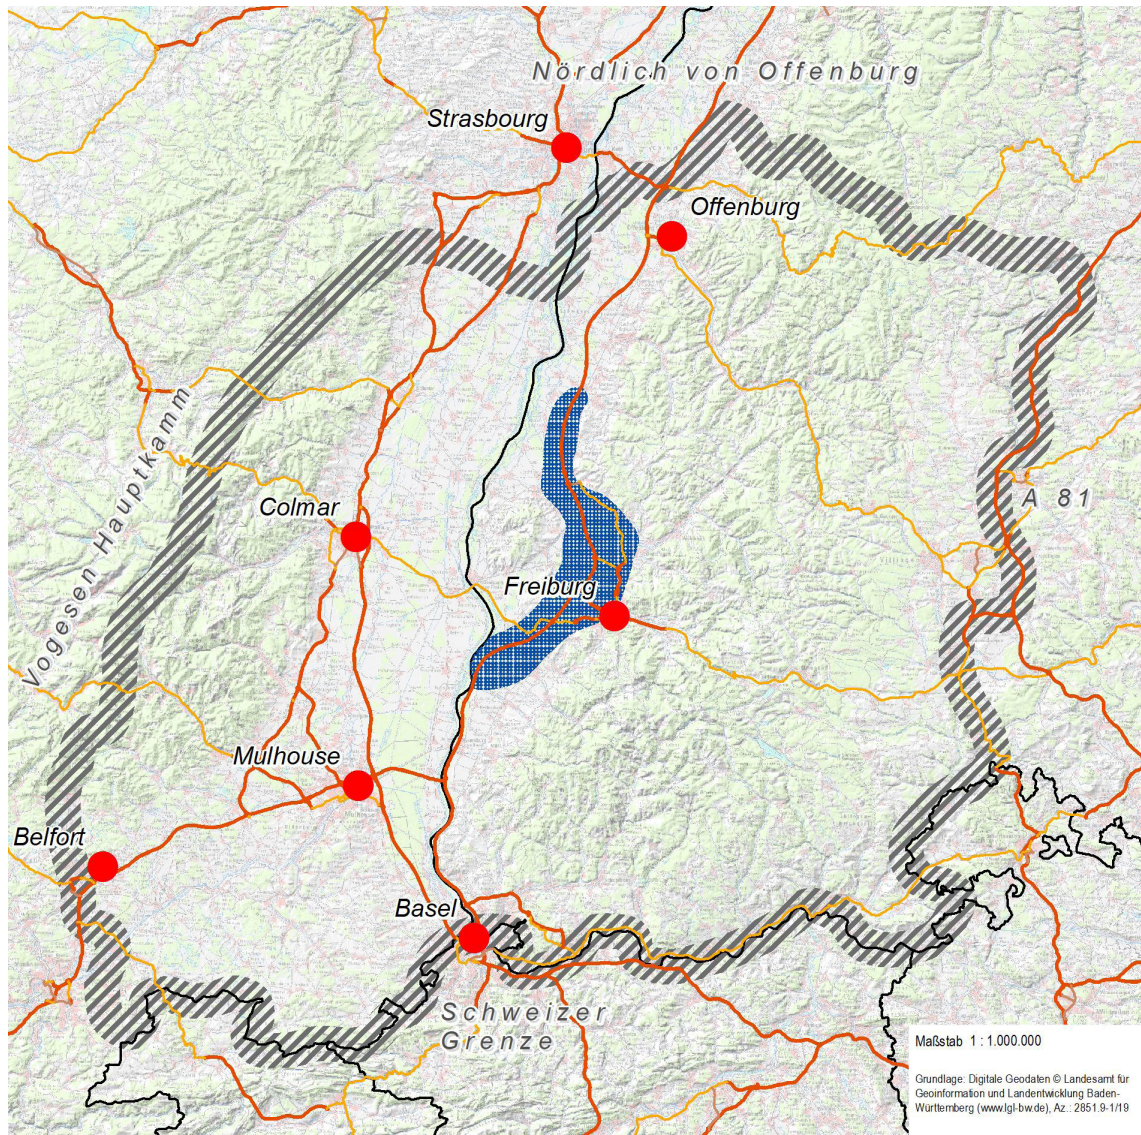 Nördlich von Offenburg
Strasbourg
Offenburg
Vogesen Hauptkamm
Colmar
A 81
Freiburg
Mulhouse
Belfort
Basel
Schweizer
Grenze
Maßstab 1 : 1.000.000
Grundlage: Digitale Geodaten © Landesamt für
Geoinformation und Landentwicklung Baden-
Württemberg (www.lgl-bw.de), Az.: 2851.9-1/19